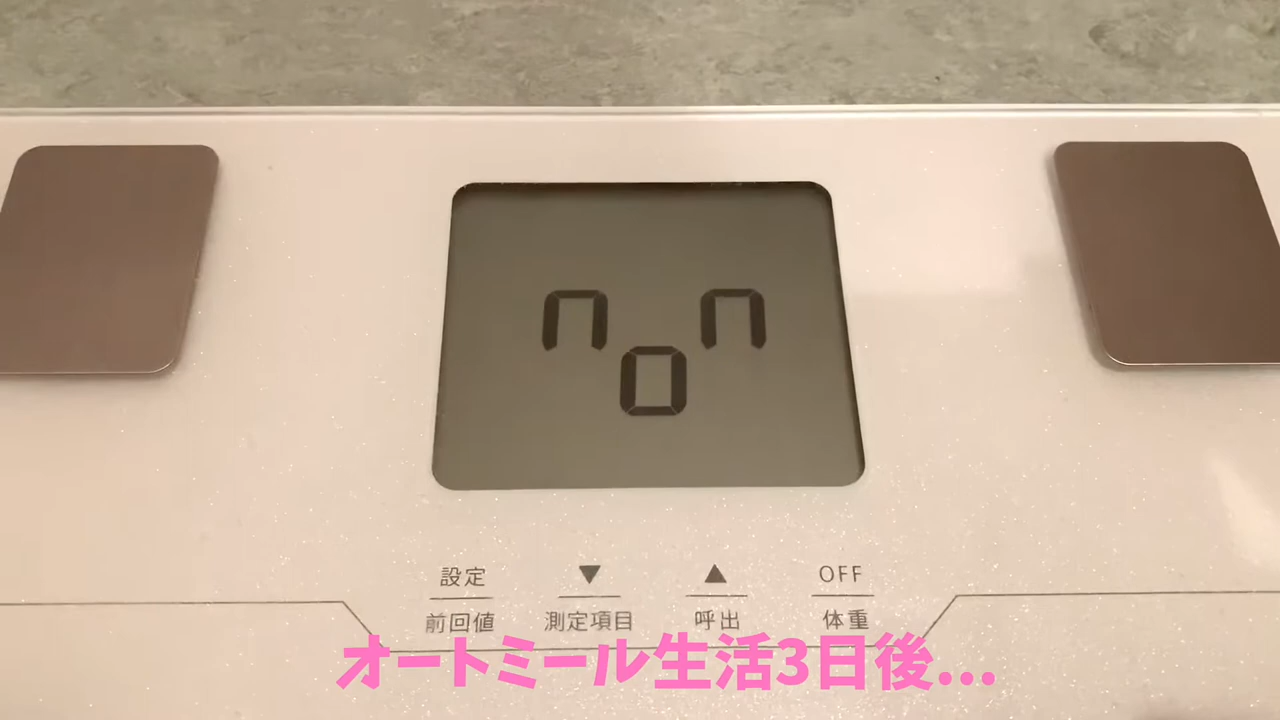 non
設定 ▼ ▲ OFF
前回値 測定項目 呼出 体重
オートミール生活3日後...